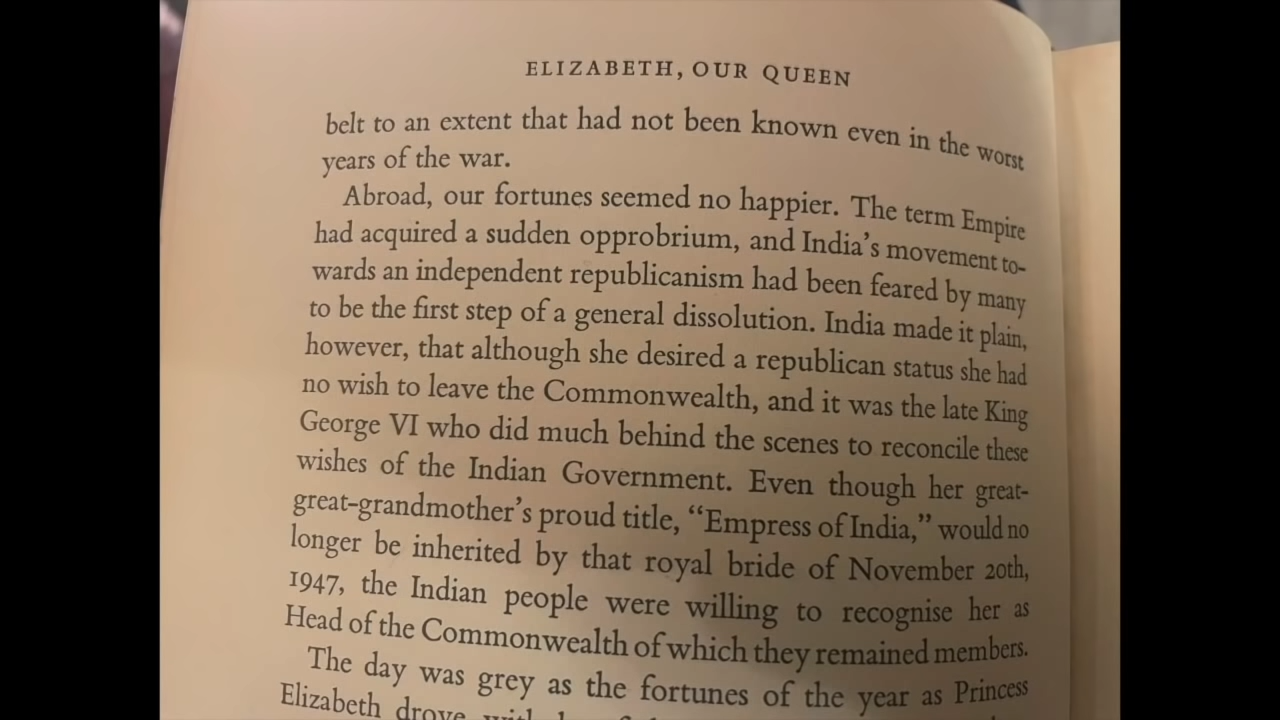 ELIZABETH, OUR QUEEN
belt to an extent that had not been known even in the worst
years of the war.
Abroad, our fortunes seemed no happier. The term Empire
had acquired a sudden opprobrium, and India's movement to-
wards an independent republicanism had been feared by many
to be the first step of a general dissolution. India made it plain,
however, that although she desired a republican status she had
no wish to leave the Commonwealth, and it was the late King
George VI who did much behind the scenes to reconcile these
wishes of the Indian Government. Even though her great-
great-grandmother's proud title, “Empress of India,” would no
longer be inherited by that royal bride of November 20th,
1947, the Indian people were willing to recognise her as
Head of the Commonwealth of which they remained members.
The day was grey as the fortunes of the year as Princess
Elizabeth drove